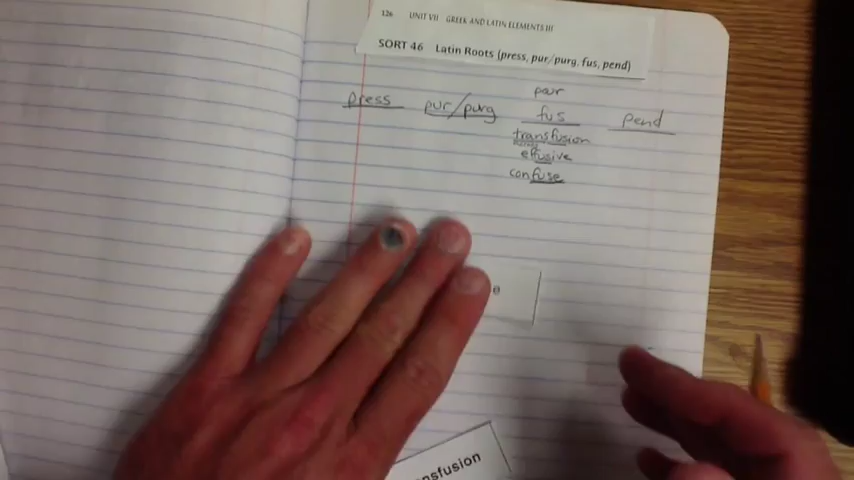 126 UNIT VII GREEK AND LATIN ELEMENTS III
SORT 46 Latin Roots (press, pur/purg, fus, pend)
pour
press pur/purg fus pend
transfusion
effusive
confuse
e
nsfusion